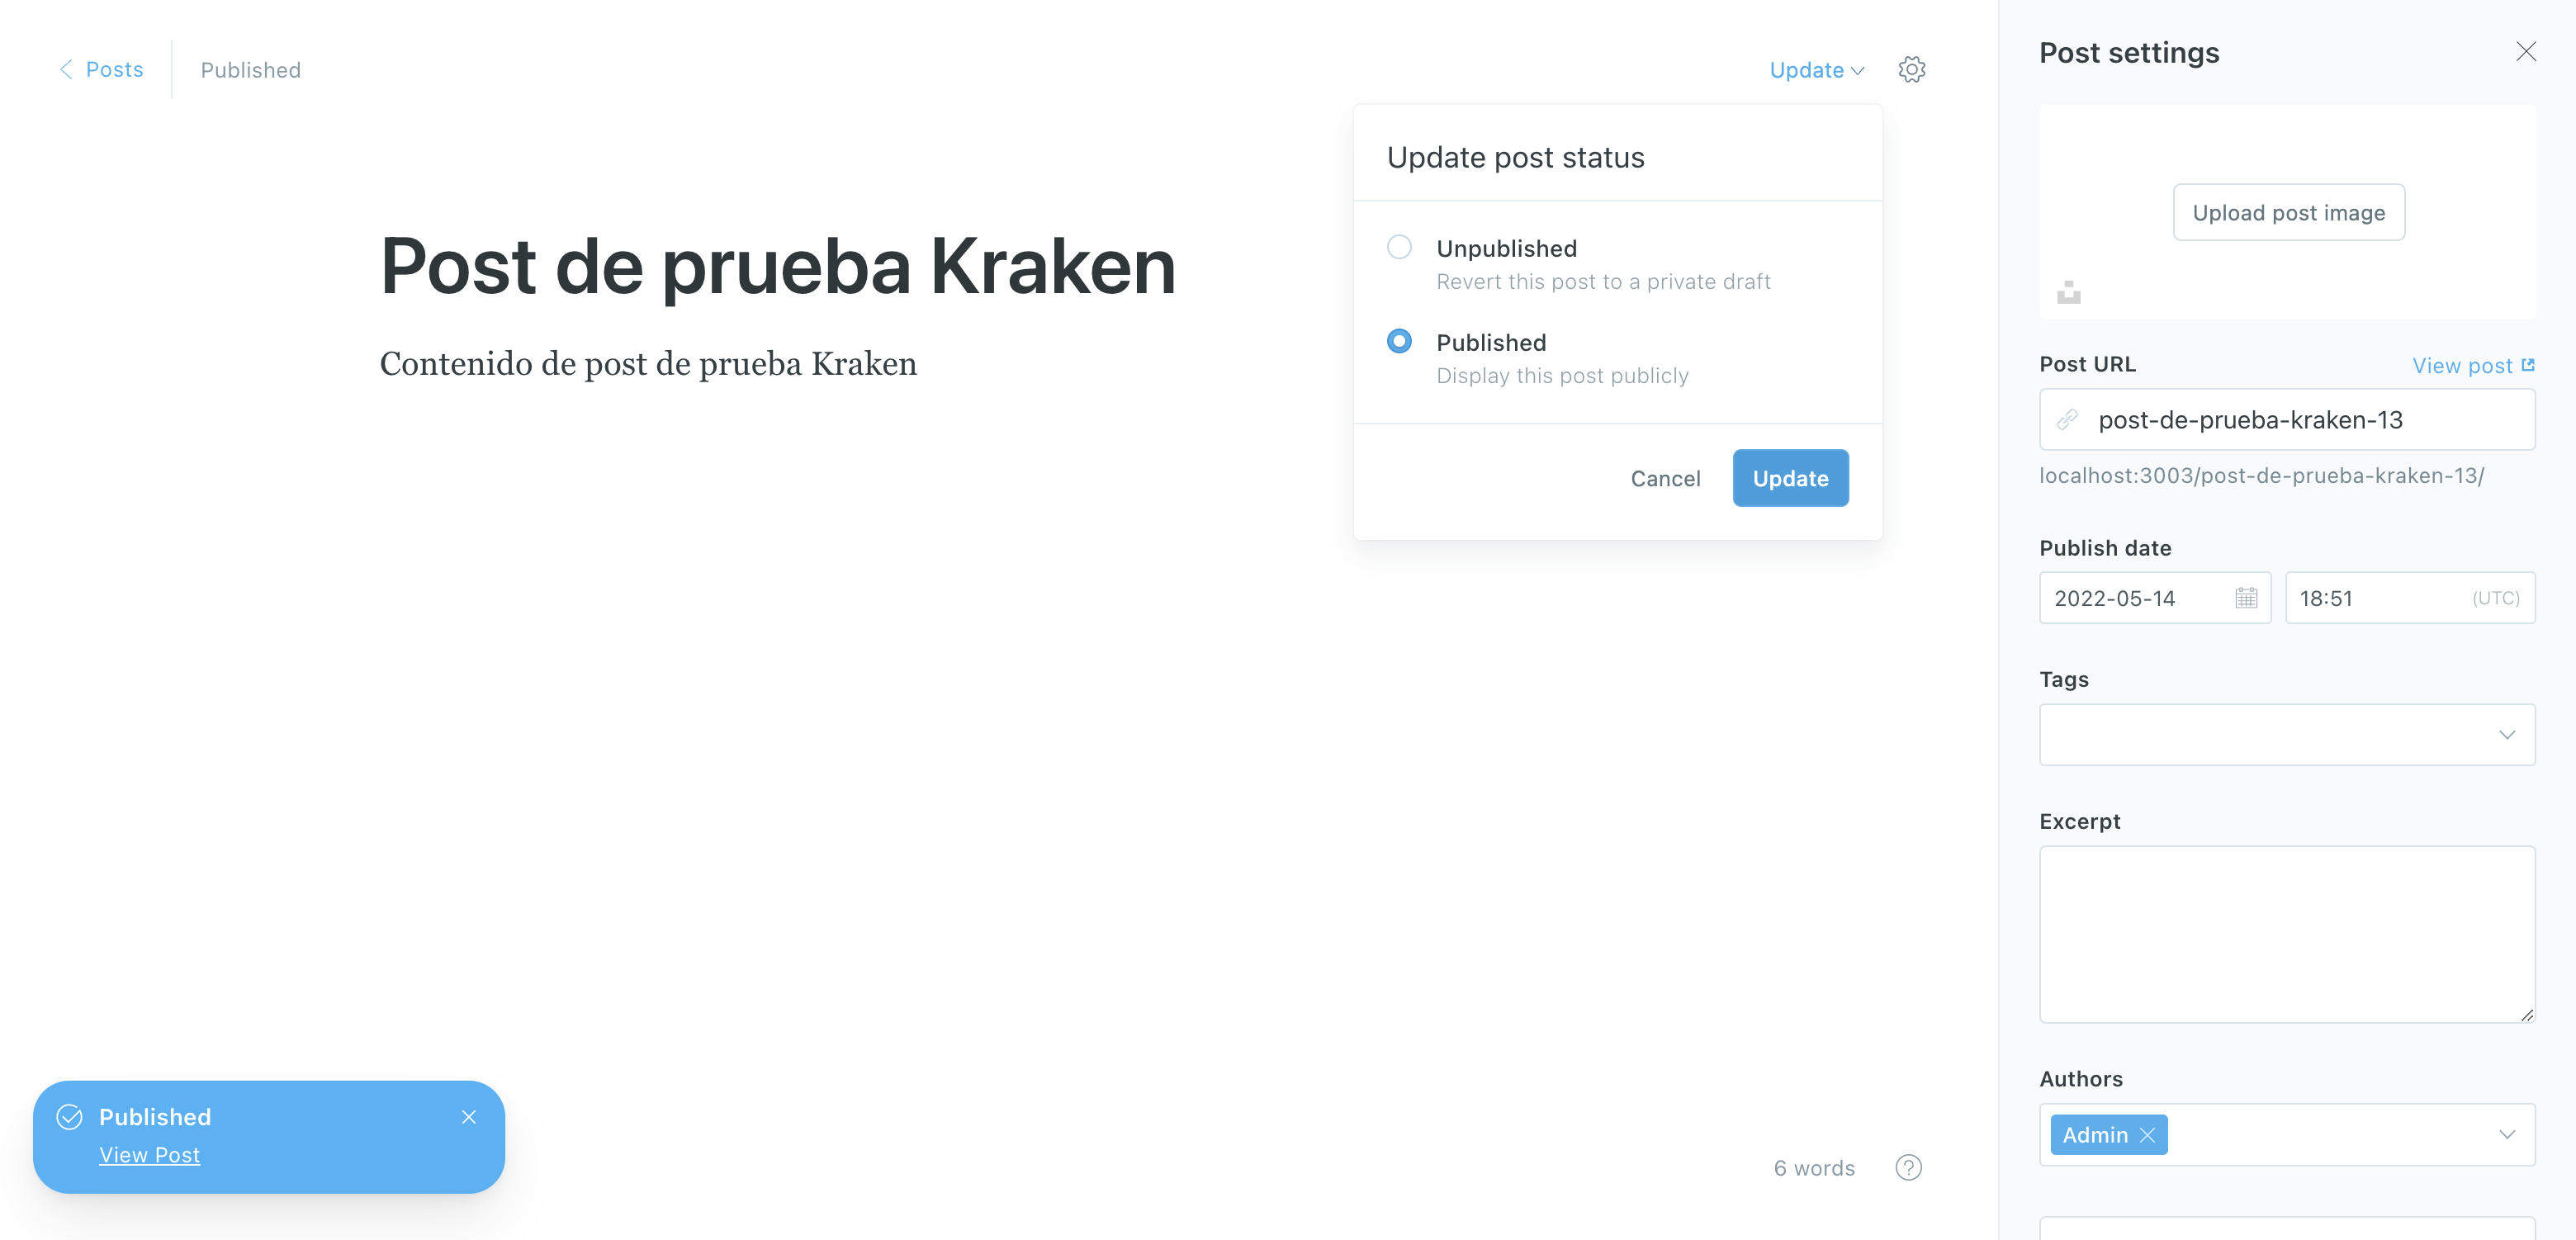 Posts
Published
Update
Update post status
Unpublished
Revert this post to a private draft
Published
Display this post publicly
Cancel
Update
Post de prueba Kraken
Contenido de post de prueba Kraken
Published
View Post
6 words
?
Post settings
Upload post image
Post URL
View post
post-de-prueba-kraken-13
localhost:3003/post-de-prueba-kraken-13/
Publish date
2022-05-14
18:51 (UTC)
Tags
Excerpt
Authors
Admin